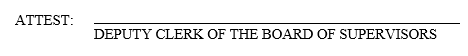 ATTEST:
DEPUTY CLERK OF THE BOARD OF SUPERVISORS